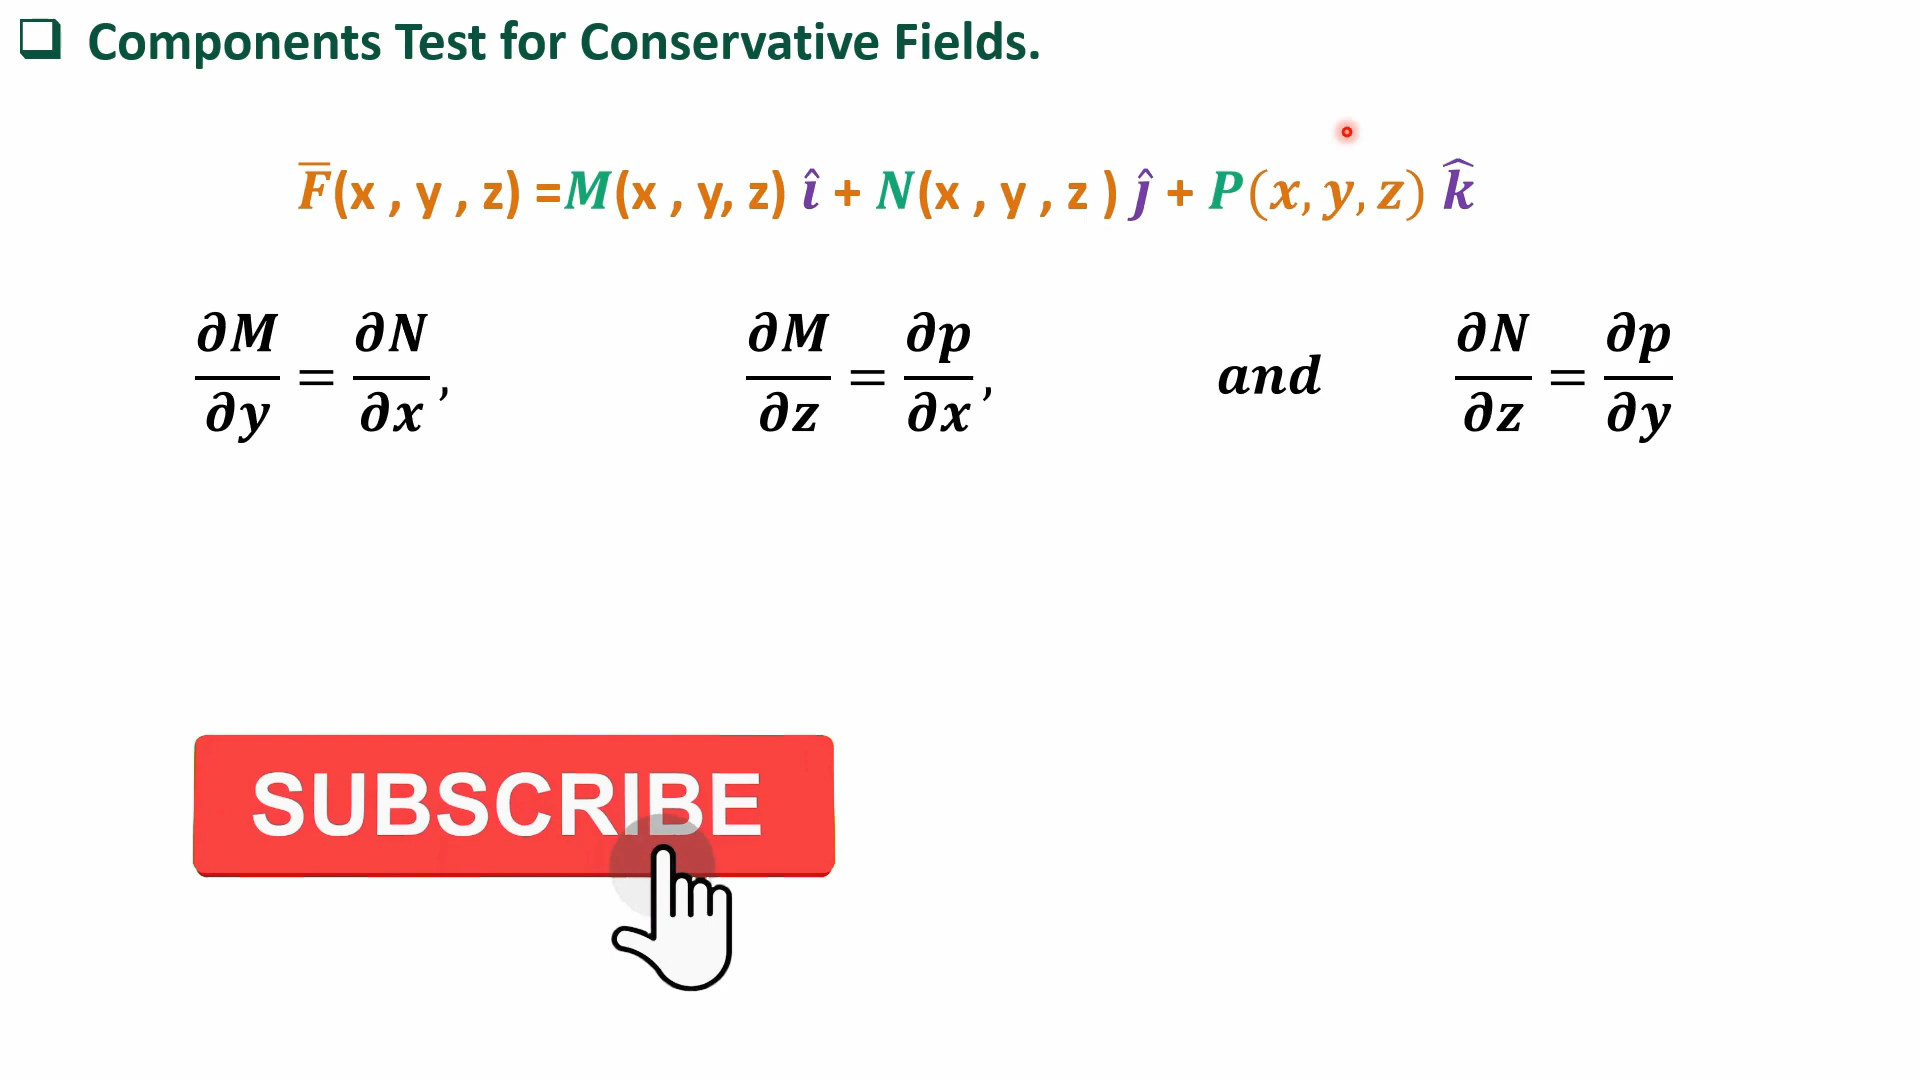 ❑ Components Test for Conservative Fields.
F̅(x , y , z) =M(x , y, z) î + N(x , y , z ) ĵ + P(x, y, z) k̂
∂M/∂y = ∂N/∂x , ∂M/∂z = ∂p/∂x , and ∂N/∂z = ∂p/∂y
SUBSCRIBE